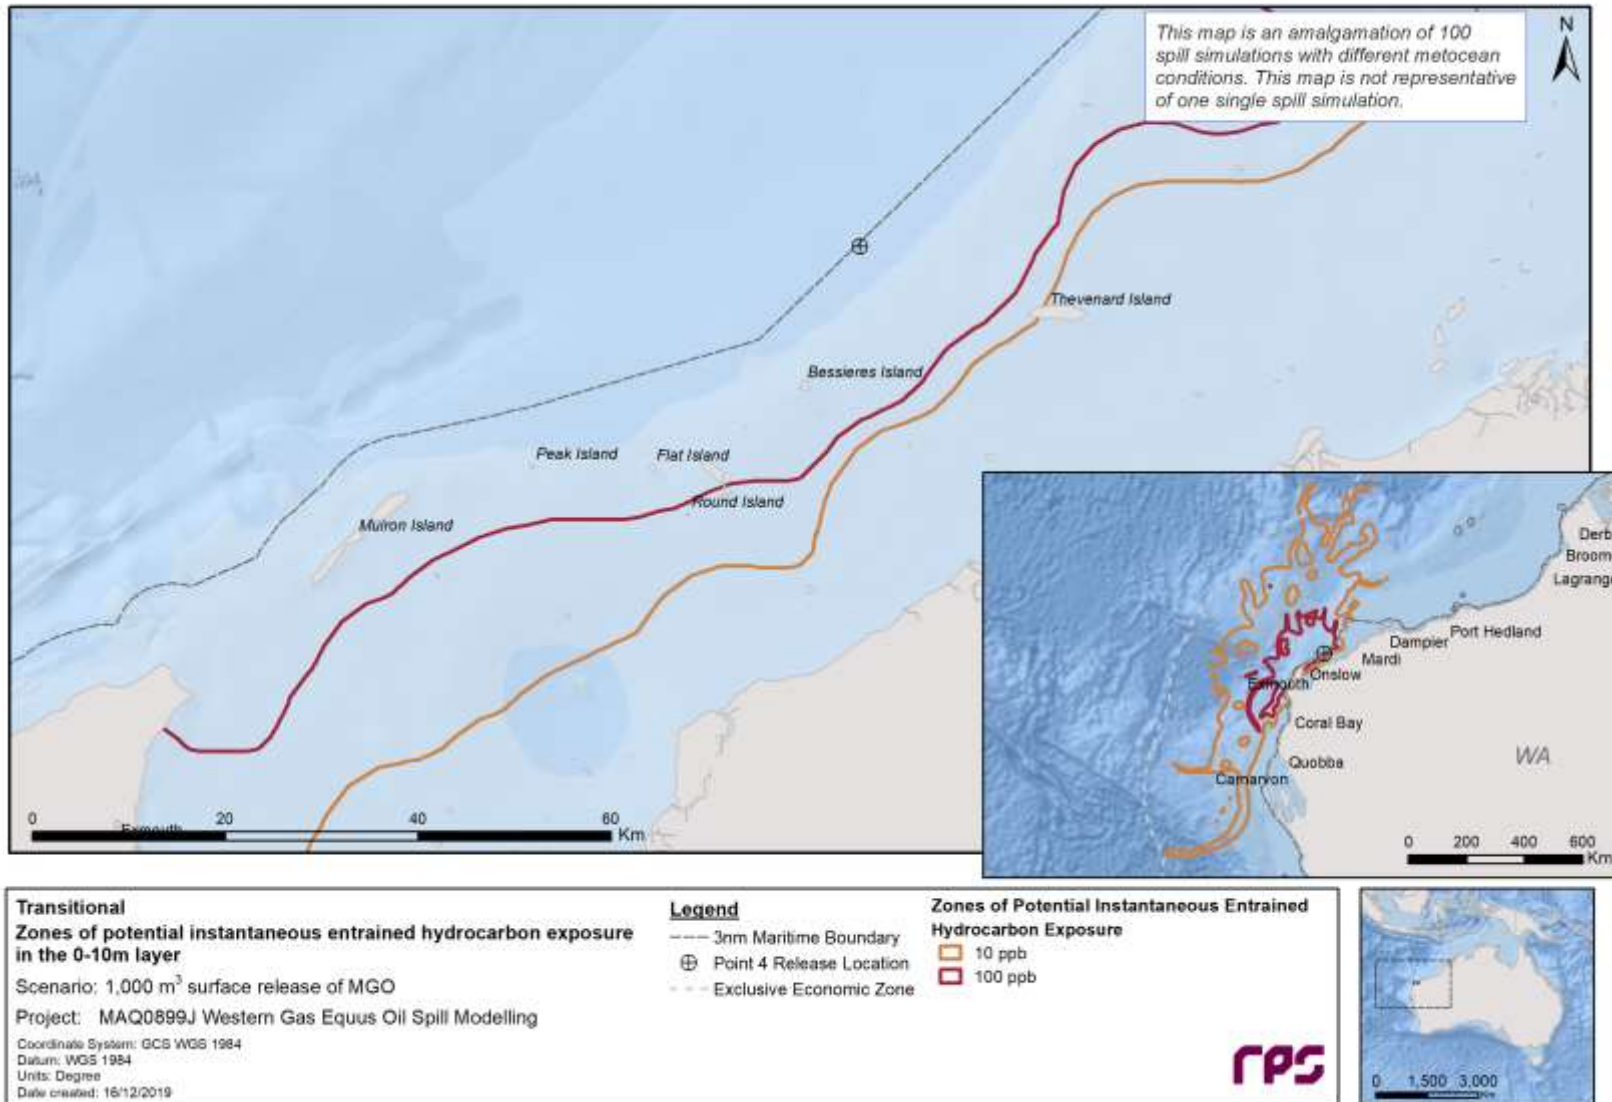 This map is an amalgamation of 100
spill simulations with different metocean
conditions. This map is not representative
of one single spill simulation.
N
Thevenard Island
Bessieres Island
Peak Island
Flat Island
Round Island
Muiron Island
Exmouth
0 20 40 60 Km
Derb
Broom
Lagrange
Port Hedland
Dampier
Mardi
Onslow
Exmouth
Coral Bay
Quobba
WA
Carnarvon
0 200 400 600
Km
Transitional
Zones of potential instantaneous entrained hydrocarbon exposure
in the 0-10m layer
Scenario: 1,000 m³ surface release of MGO
Project: MAQ0899J Western Gas Equus Oil Spill Modelling
Coordinate System: GCS WGS 1984
Datum: WGS 1984
Units: Degree
Date created: 16/12/2019
Legend
3nm Maritime Boundary
Point 4 Release Location
Exclusive Economic Zone
Zones of Potential Instantaneous Entrained
Hydrocarbon Exposure
10 ppb
100 ppb
rps
0 1,500 3,000